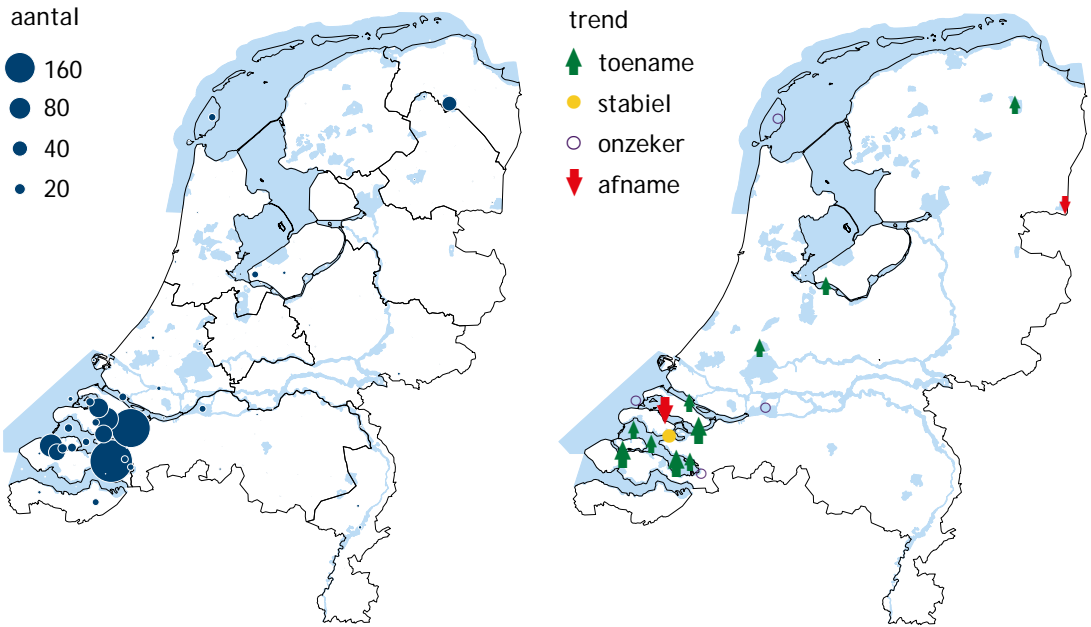 aantal
160
80
40
20
trend
toename
stabiel
onzeker
afname